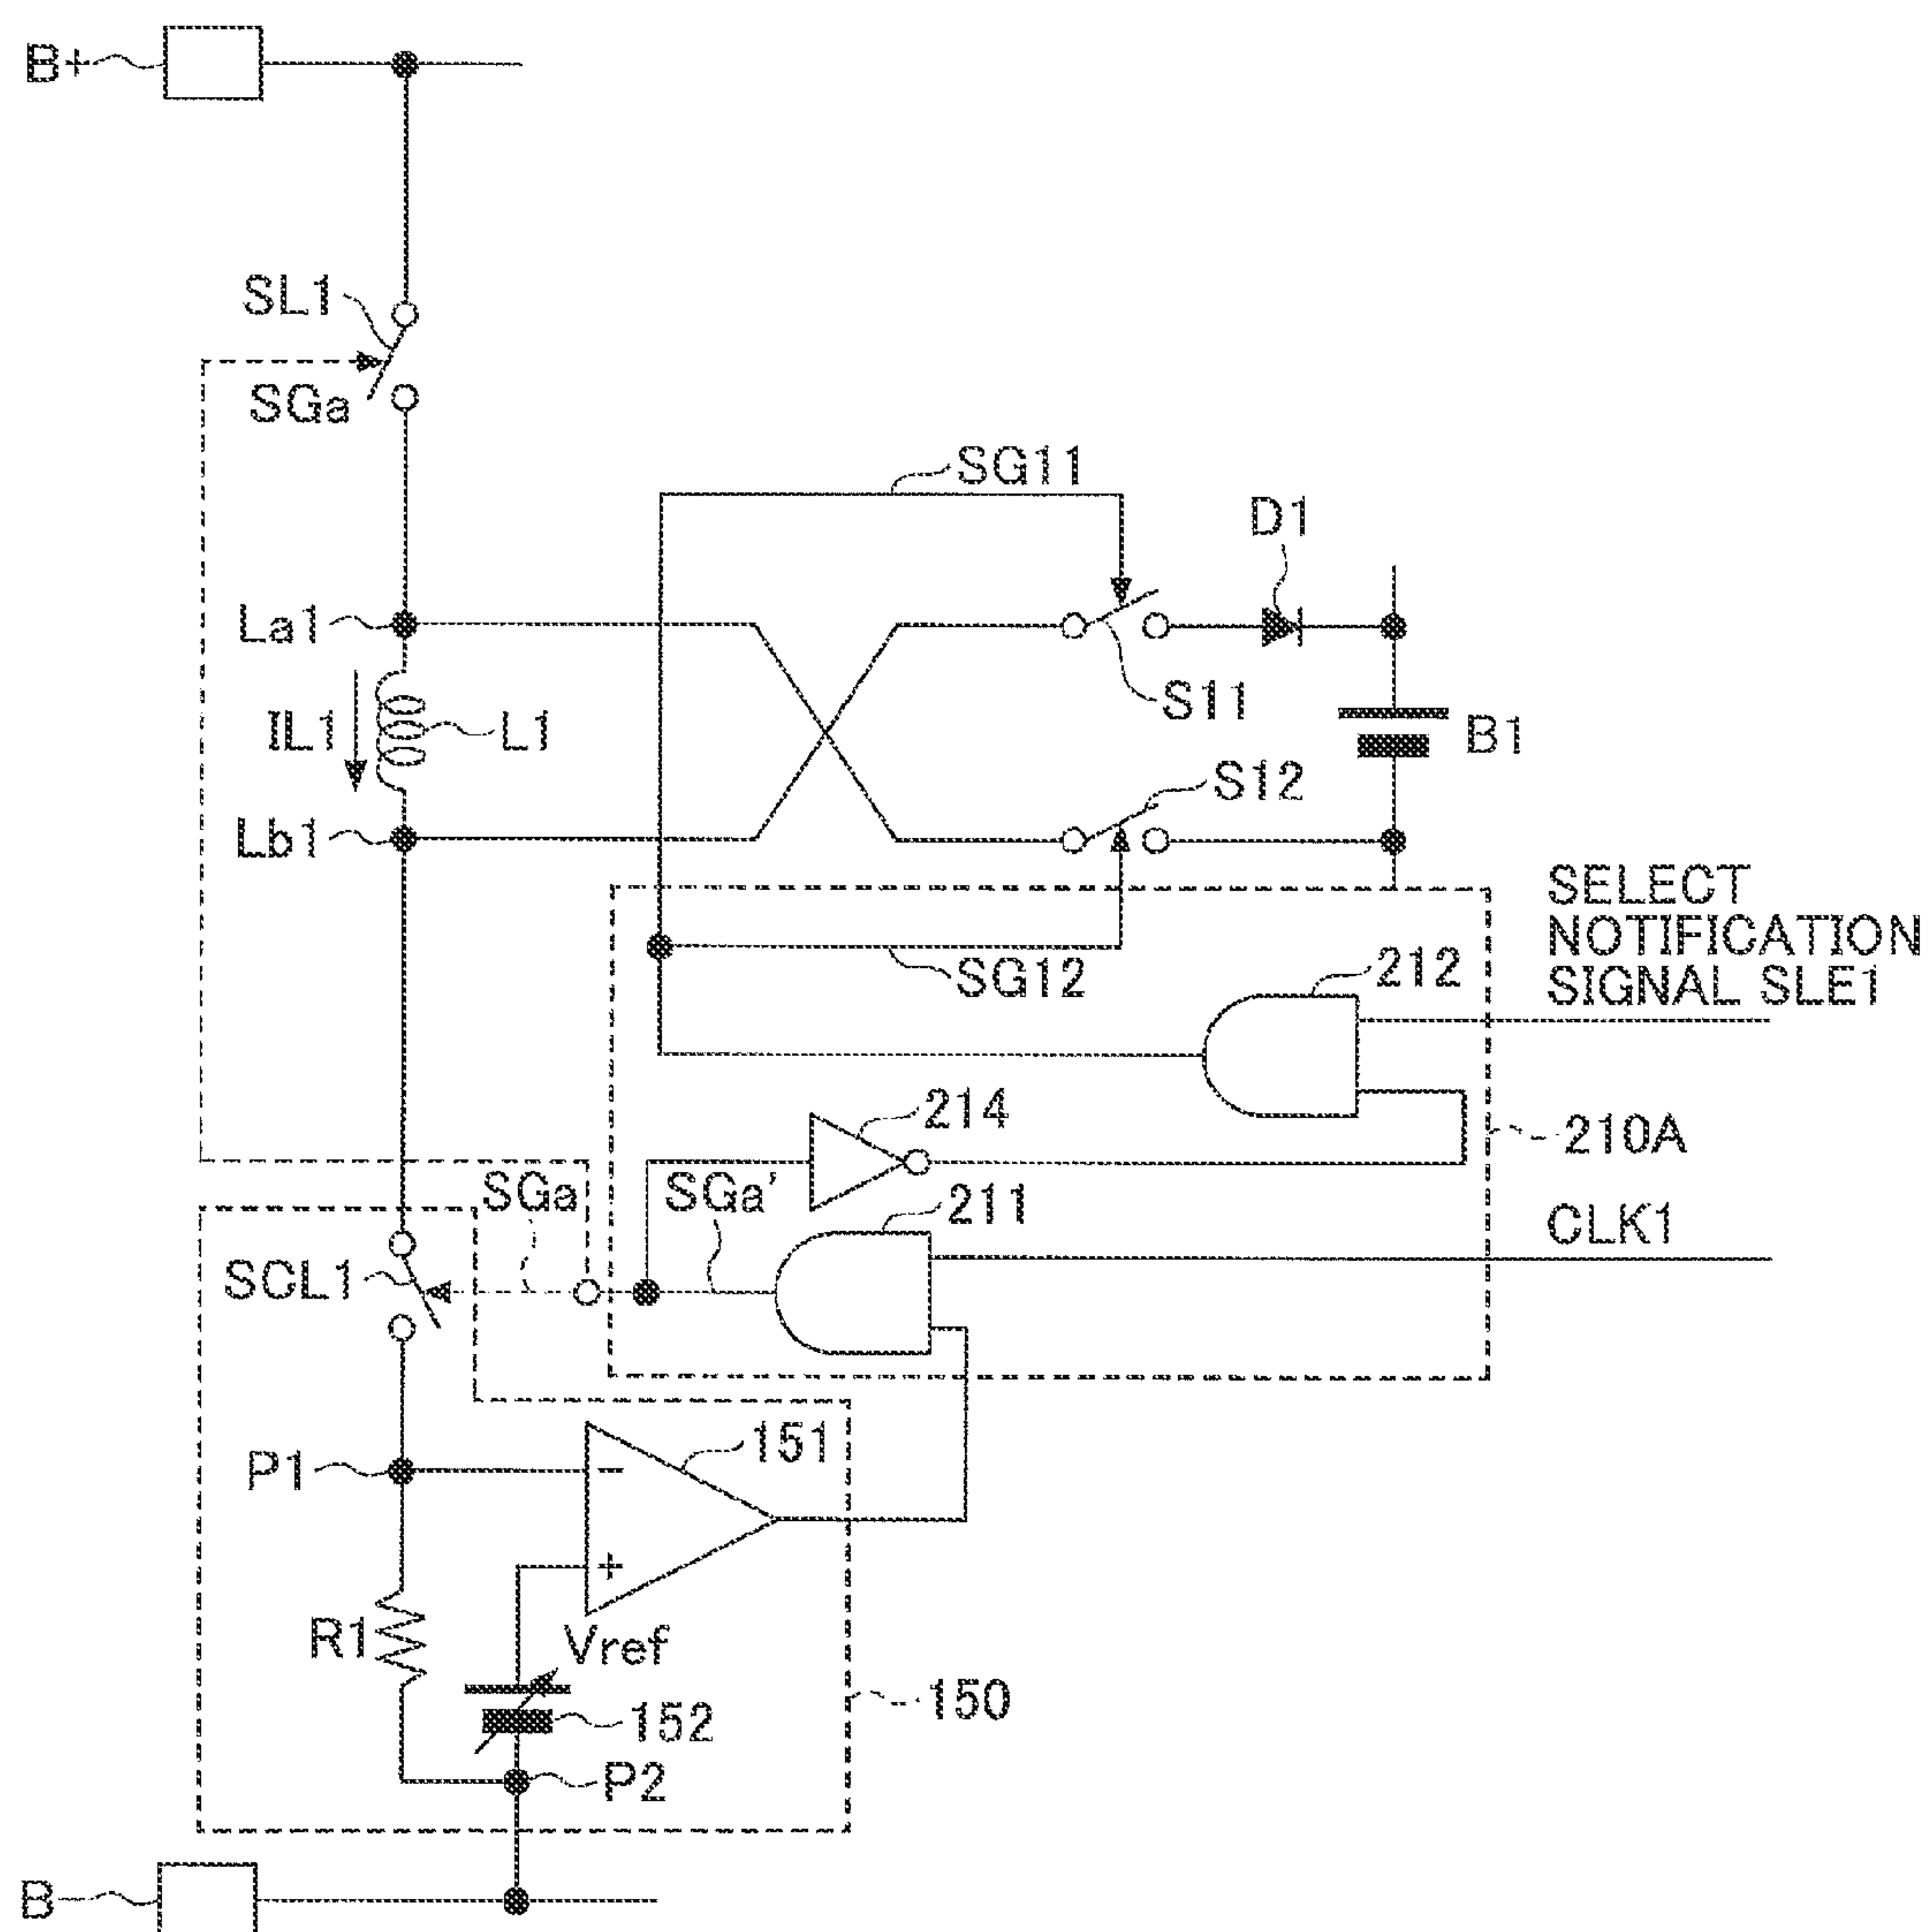 B+
SL1
SGa
SG11
D1
La1
S11
IL1
L1
B1
S12
Lb1
SELECT
NOTIFICATION
SIGNAL SLE1
SG12
212
214
210A
SGa
SGa'
211
CLK1
SCL1
151
P1
-
+
R1
Vref
150
152
P2
B